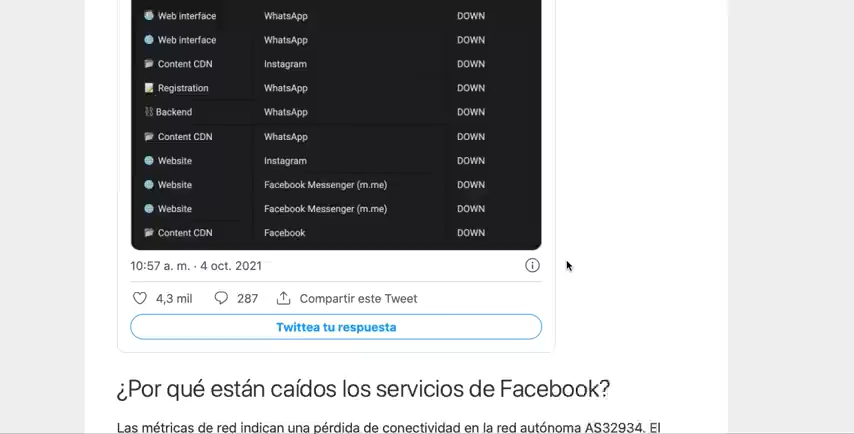 Web interface WhatsApp DOWN
Web interface WhatsApp DOWN
Content CDN Instagram DOWN
Registration WhatsApp DOWN
Backend WhatsApp DOWN
Content CDN WhatsApp DOWN
Website Instagram DOWN
Website Facebook Messenger (m.me) DOWN
Website Facebook Messenger (m.me) DOWN
Content CDN Facebook DOWN
10:57 a. m. · 4 oct. 2021
4,3 mil 287 Compartir este Tweet
Twittea tu respuesta
¿Por qué están caídos los servicios de Facebook?
Las métricas de red indican una pérdida de conectividad en la red autónoma AS32934. El